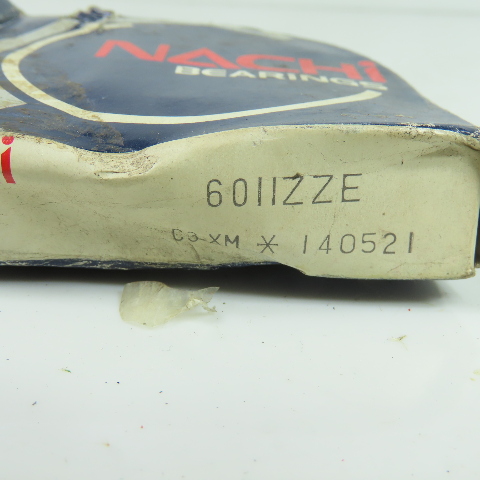 NACHi
BEARINGS
i
6011ZZE
C3 XM * 140521